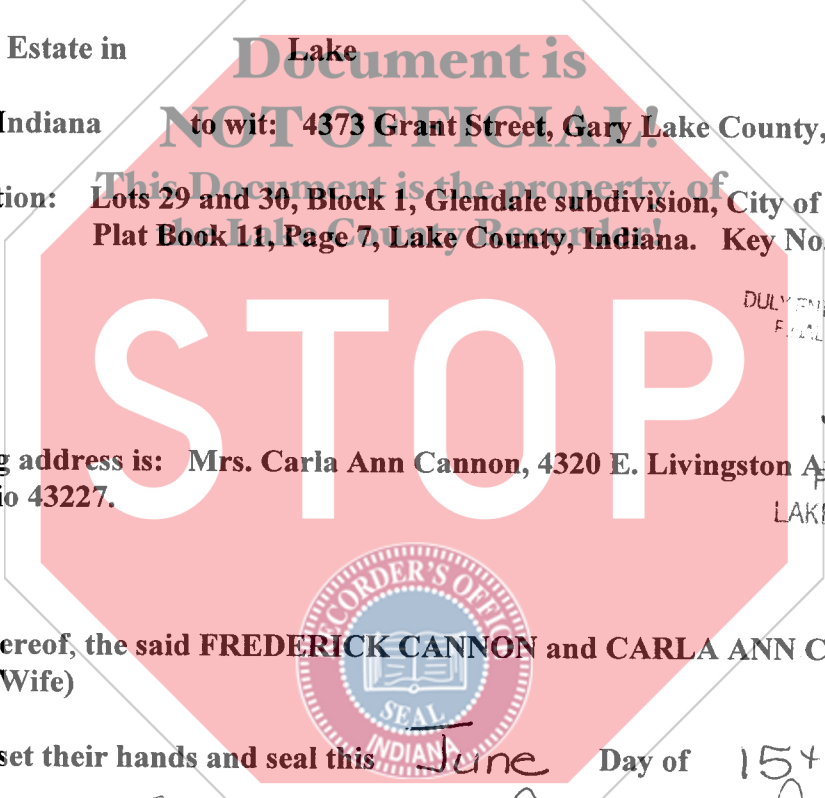 Estate in Lake
Document is
Indiana to wit: 4373 Grant Street, Gary Lake County,
NOT OFFICIAL!
This Document is the property of
tion: Lots 29 and 30, Block 1, Glendale subdivision, City of
the Lake County Recorder!
Plat Book 11, Page 7, Lake County, Indiana. Key No.
DULY
STOP
g address is: Mrs. Carla Ann Cannon, 4320 E. Livingston A
io 43227.
LAKE
RECORDER'S OFFICE
ereof, the said FREDERICK CANNON and CARLA ANN C
Wife)
SEAL
INDIANA
set their hands and seal this June Day of 15t